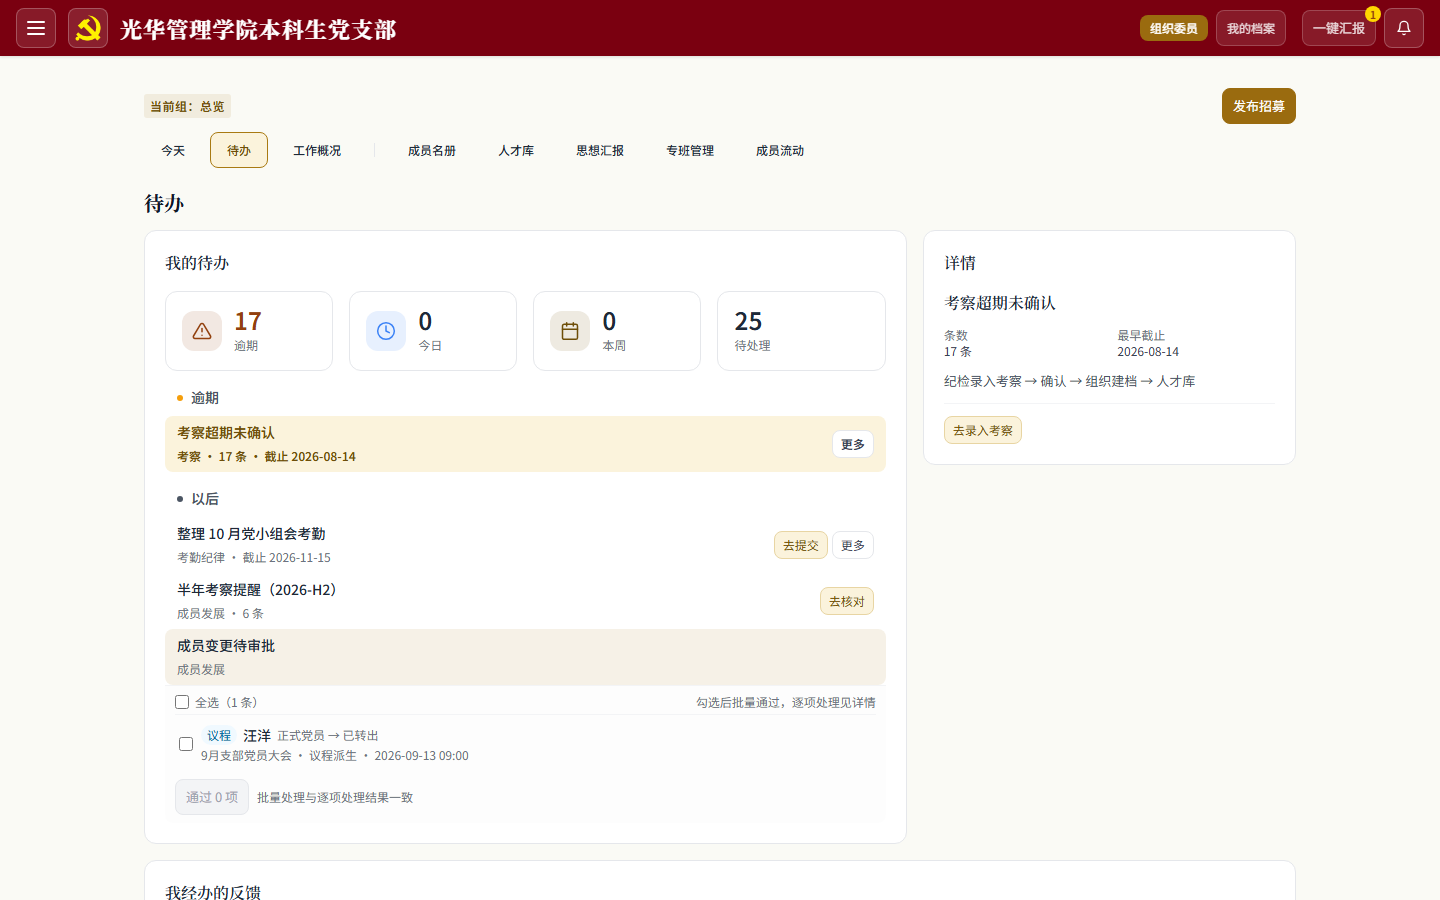 光华管理学院本科生党支部
组织委员
我的档案
一键汇报
1
当前组：总览
发布招募
今天
待办
工作概况
成员名册
人才库
思想汇报
专班管理
成员流动
待办
我的待办
17
逾期
0
今日
0
本周
25
待处理
逾期
考察超期未确认
考察 • 17 条 • 截止 2026-08-14
更多
以后
整理 10 月党小组会考勤
考勤纪律 • 截止 2026-11-15
去提交
更多
半年考察提醒（2026-H2）
成员发展 • 6 条
去核对
成员变更待审批
成员发展
全选（1 条）
勾选后批量通过，逐项处理见详情
议程 汪洋 正式党员 → 已转出
9月支部党员大会 • 议程派生 • 2026-09-13 09:00
通过 0 项
批量处理与逐项处理结果一致
详情
考察超期未确认
条数
17 条
最早截止
2026-08-14
纪检录入考察 → 确认 → 组织建档 → 人才库
去录入考察
我经办的反馈